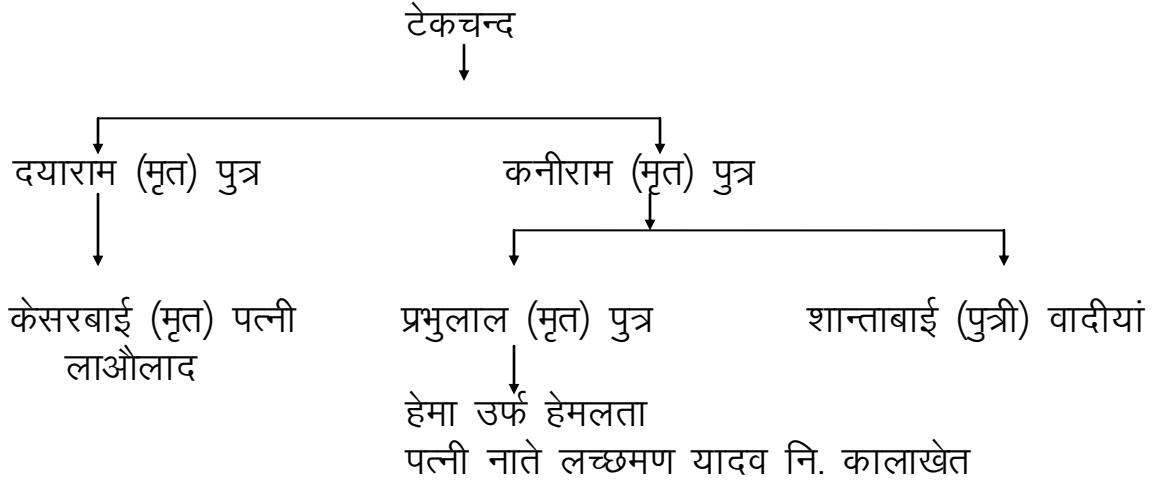 टेकचन्द
दयाराम (मृत) पुत्र
कनीराम (मृत) पुत्र
केसरबाई (मृत) पत्नी
लाऔलाद
प्रभुलाल (मृत) पुत्र
शान्ताबाई (पुत्री) वादीयां
हेमा उर्फ हेमलता
पत्नी नाते लच्छमण यादव नि. कालाखेत